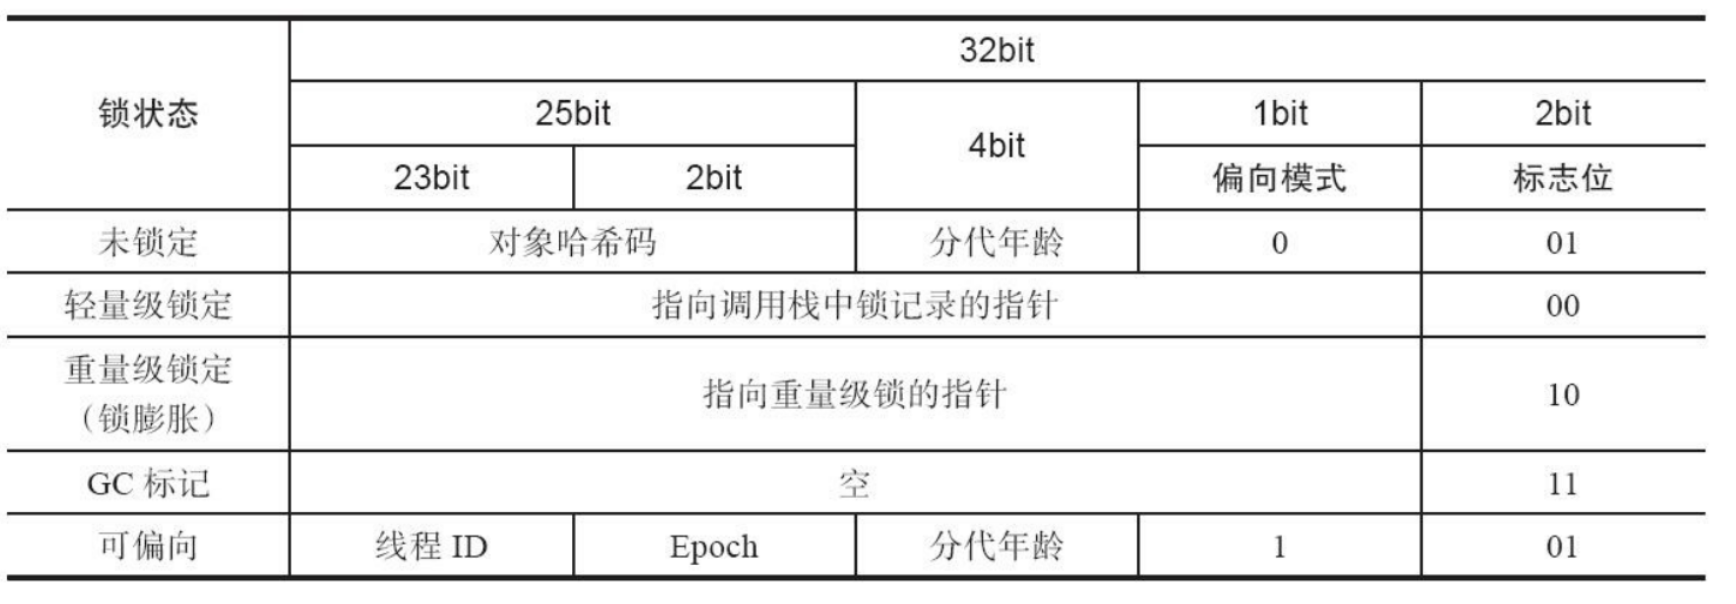 锁状态
32bit
25bit
4bit
1bit
2bit
23bit
2bit
偏向模式
标志位
未锁定
对象哈希码
分代年龄
0
01
轻量级锁定
指向调用栈中锁记录的指针
00
重量级锁定
（锁膨胀）
指向重量级锁的指针
10
GC 标记
空
11
可偏向
线程 ID
Epoch
分代年龄
1
01